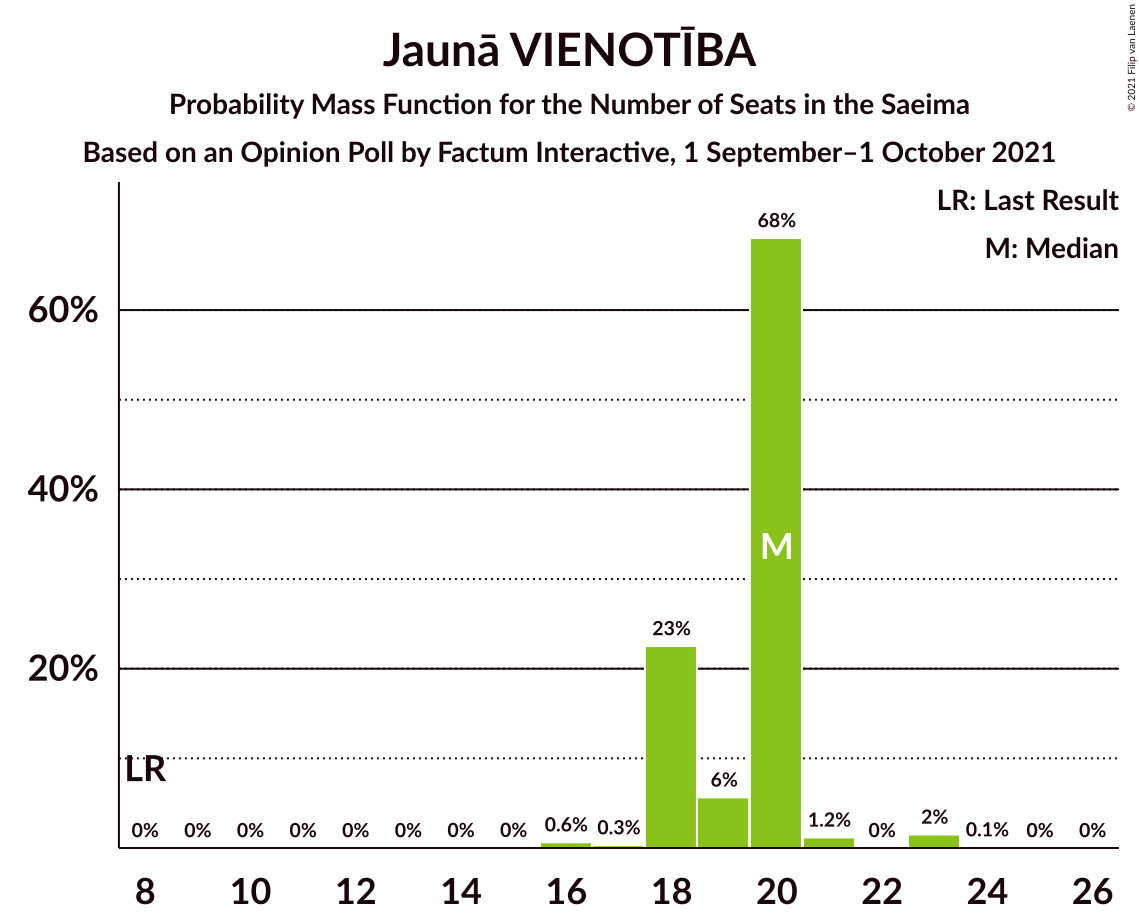 Jaunā VIENOTĪBA
Probability Mass Function for the Number of Seats in the Saeima
Based on an Opinion Poll by Factum Interactive, 1 September–1 October 2021
© 2021 Filip van Laenen
LR: Last Result
M: Median
68%
60%
40%
M
23%
20%
LR
6%
0% 0% 0% 0% 0% 0% 0% 0% 0.6% 0.3% 1.2% 0% 2% 0.1% 0% 0%
8 10 12 14 16 18 20 22 24 26